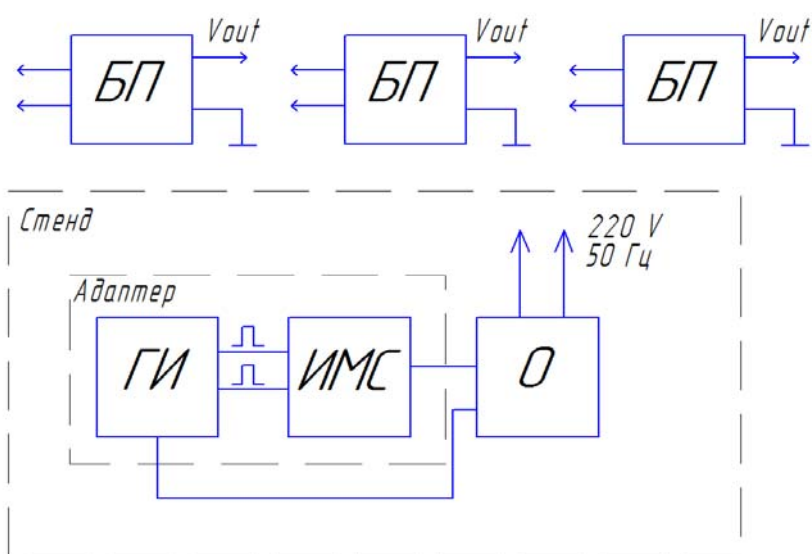 Vout
Vout
Vout
БП
БП
БП
Стенд
220 V
50 Гц
Адаптер
ГИ
ИМС
О